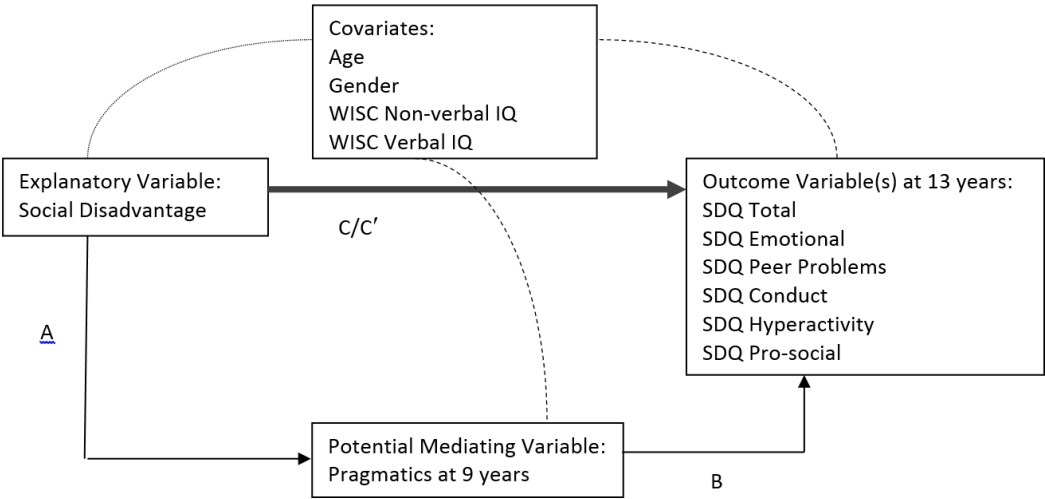 Covariates:
Age
Gender
WISC Non-verbal IQ
WISC Verbal IQ
Explanatory Variable:
Social Disadvantage
C/C′
Outcome Variable(s) at 13 years:
SDQ Total
SDQ Emotional
SDQ Peer Problems
SDQ Conduct
SDQ Hyperactivity
SDQ Pro-social
A
Potential Mediating Variable:
Pragmatics at 9 years
B